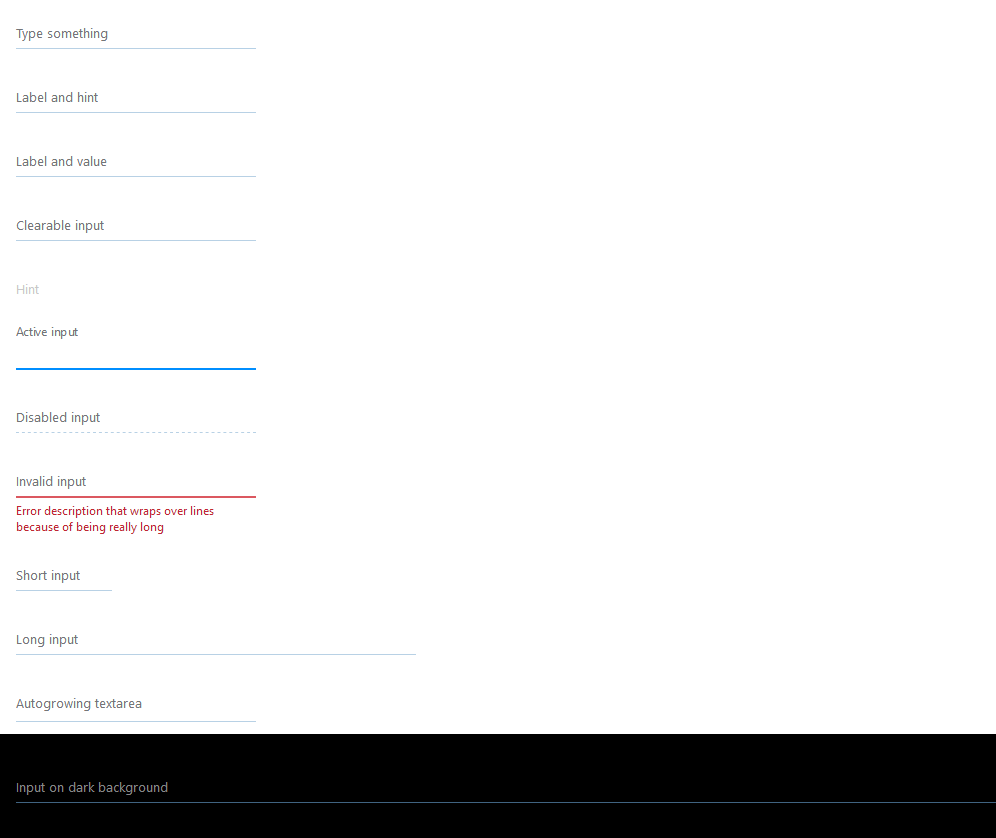 Type something
Label and hint
Label and value
Clearable input
Hint
Active input
Disabled input
Invalid input
Error description that wraps over lines
because of being really long
Short input
Long input
Autogrowing textarea
Input on dark background